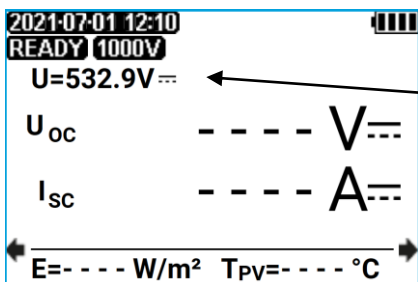 2021-07-01 12:10
READY 1000V
U=532.9V⎓
UOC - - - - V⎓
ISC - - - - A⎓
E=- - - - W/m² TPV=- - - - °C